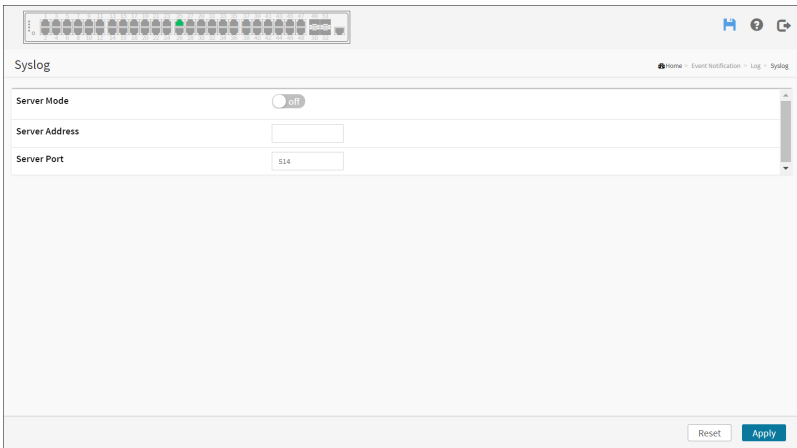 Syslog
Home > Event Notification > Log > Syslog
Server Mode
off
Server Address
Server Port
514
Reset
Apply